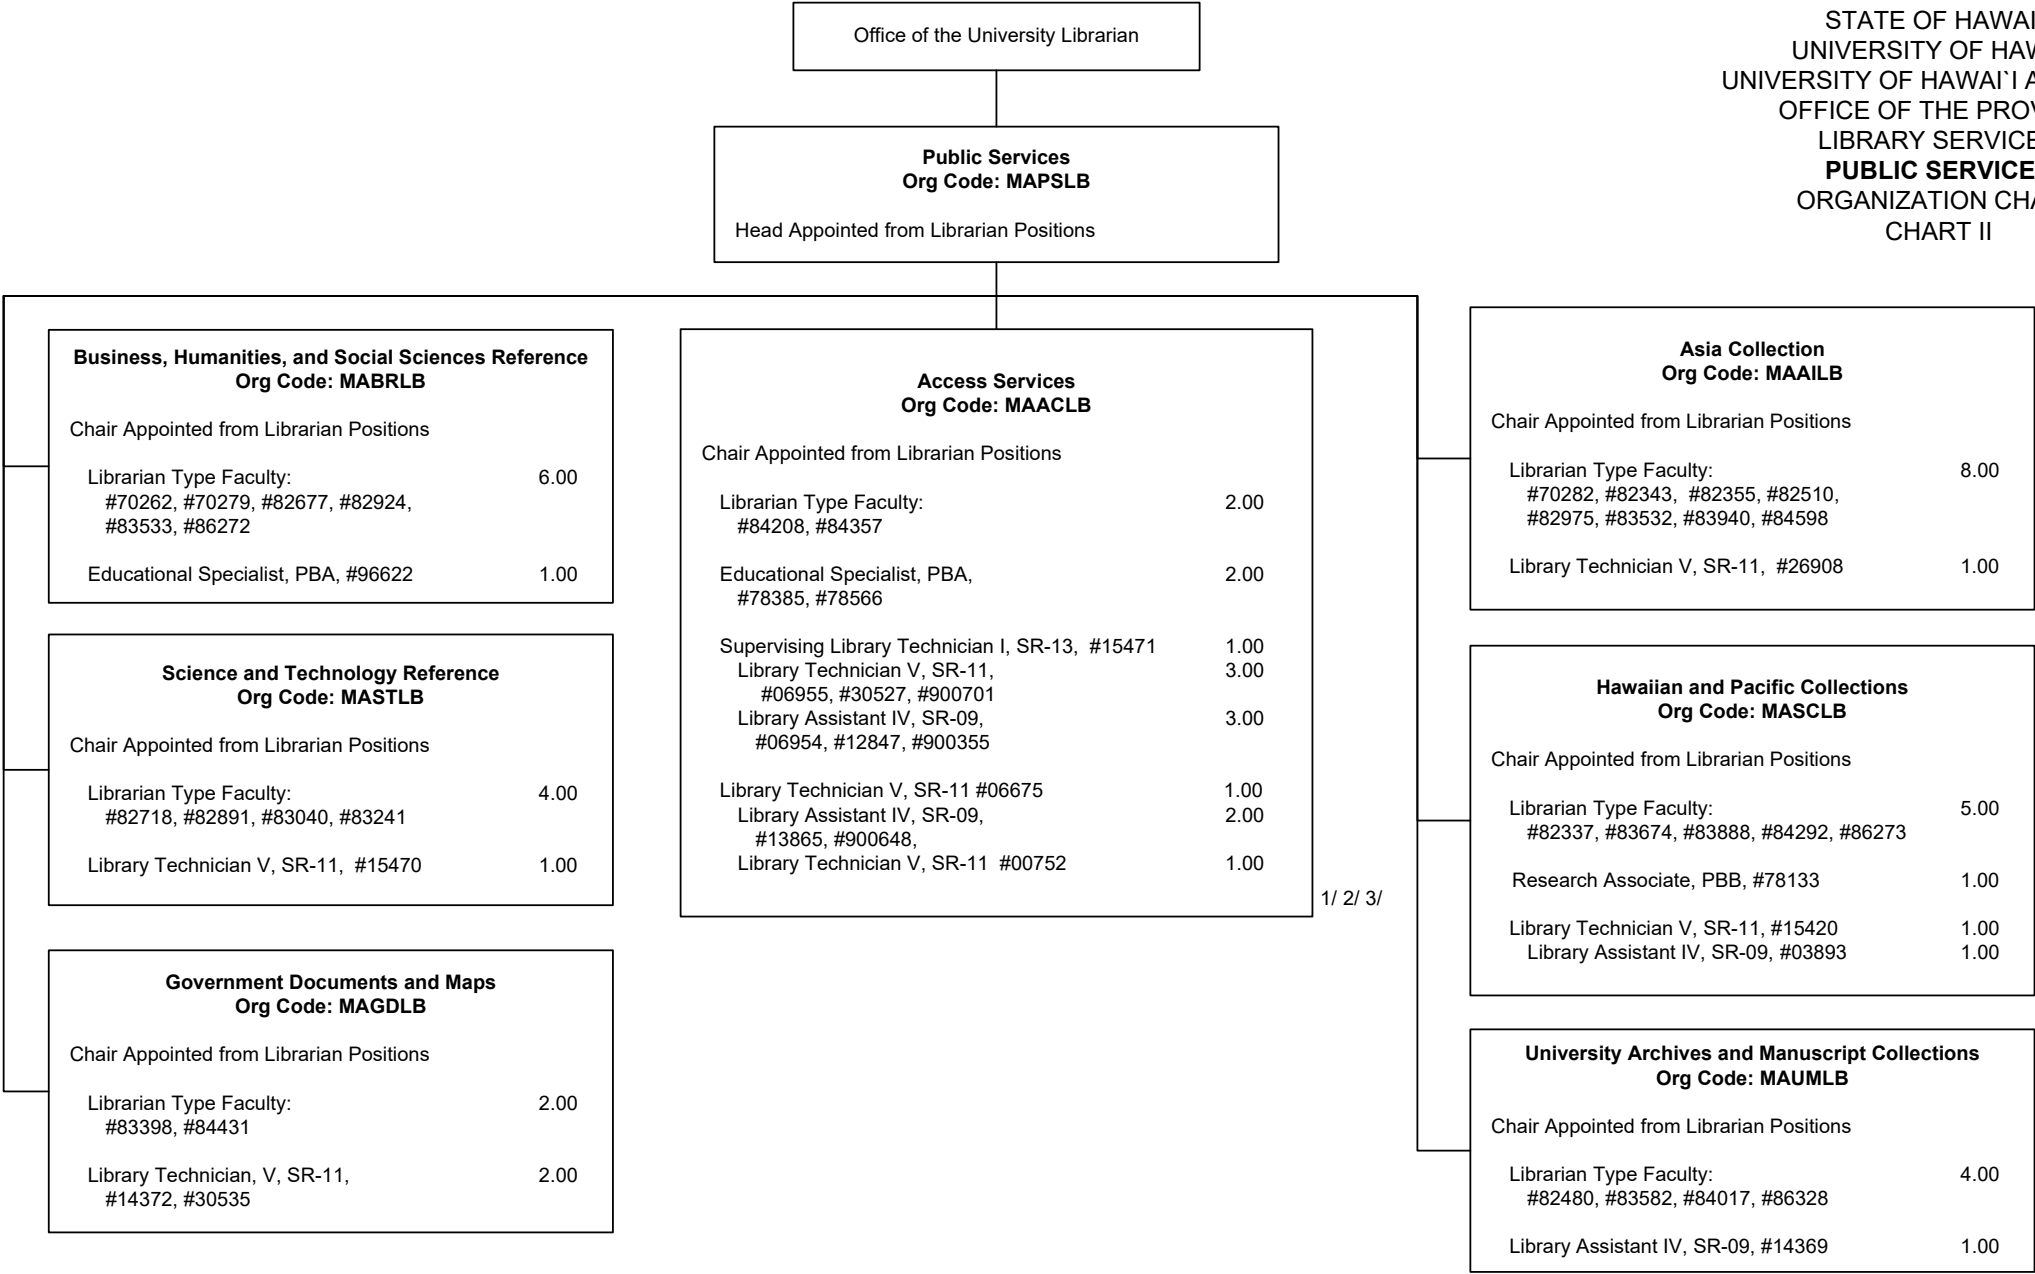 Office of the University Librarian
STATE OF HAWAI
UNIVERSITY OF HAW
UNIVERSITY OF HAWAI`I A
OFFICE OF THE PROV
LIBRARY SERVICE
PUBLIC SERVICE
ORGANIZATION CHA
CHART II
Public Services
Org Code: MAPSLB
Head Appointed from Librarian Positions
Business, Humanities, and Social Sciences Reference
Org Code: MABRLB
Chair Appointed from Librarian Positions
Librarian Type Faculty: 6.00
#70262, #70279, #82677, #82924,
#83533, #86272
Educational Specialist, PBA, #96622 1.00
Science and Technology Reference
Org Code: MASTLB
Chair Appointed from Librarian Positions
Librarian Type Faculty: 4.00
#82718, #82891, #83040, #83241
Library Technician V, SR-11, #15470 1.00
Government Documents and Maps
Org Code: MAGDLB
Chair Appointed from Librarian Positions
Librarian Type Faculty: 2.00
#83398, #84431
Library Technician, V, SR-11, 2.00
#14372, #30535
Access Services
Org Code: MAACLB
Chair Appointed from Librarian Positions
Librarian Type Faculty: 2.00
#84208, #84357
Educational Specialist, PBA, 2.00
#78385, #78566
Supervising Library Technician I, SR-13, #15471 1.00
Library Technician V, SR-11, 3.00
#06955, #30527, #900701
Library Assistant IV, SR-09, 3.00
#06954, #12847, #900355
Library Technician V, SR-11 #06675 1.00
Library Assistant IV, SR-09, 2.00
#13865, #900648,
Library Technician V, SR-11 #00752 1.00
1/ 2/ 3/
Asia Collection
Org Code: MAAILB
Chair Appointed from Librarian Positions
Librarian Type Faculty: 8.00
#70282, #82343, #82355, #82510,
#82975, #83532, #83940, #84598
Library Technician V, SR-11, #26908 1.00
Hawaiian and Pacific Collections
Org Code: MASCLB
Chair Appointed from Librarian Positions
Librarian Type Faculty: 5.00
#82337, #83674, #83888, #84292, #86273
Research Associate, PBB, #78133 1.00
Library Technician V, SR-11, #15420 1.00
Library Assistant IV, SR-09, #03893 1.00
University Archives and Manuscript Collections
Org Code: MAUMLB
Chair Appointed from Librarian Positions
Librarian Type Faculty: 4.00
#82480, #83582, #84017, #86328
Library Assistant IV, SR-09, #14369 1.00